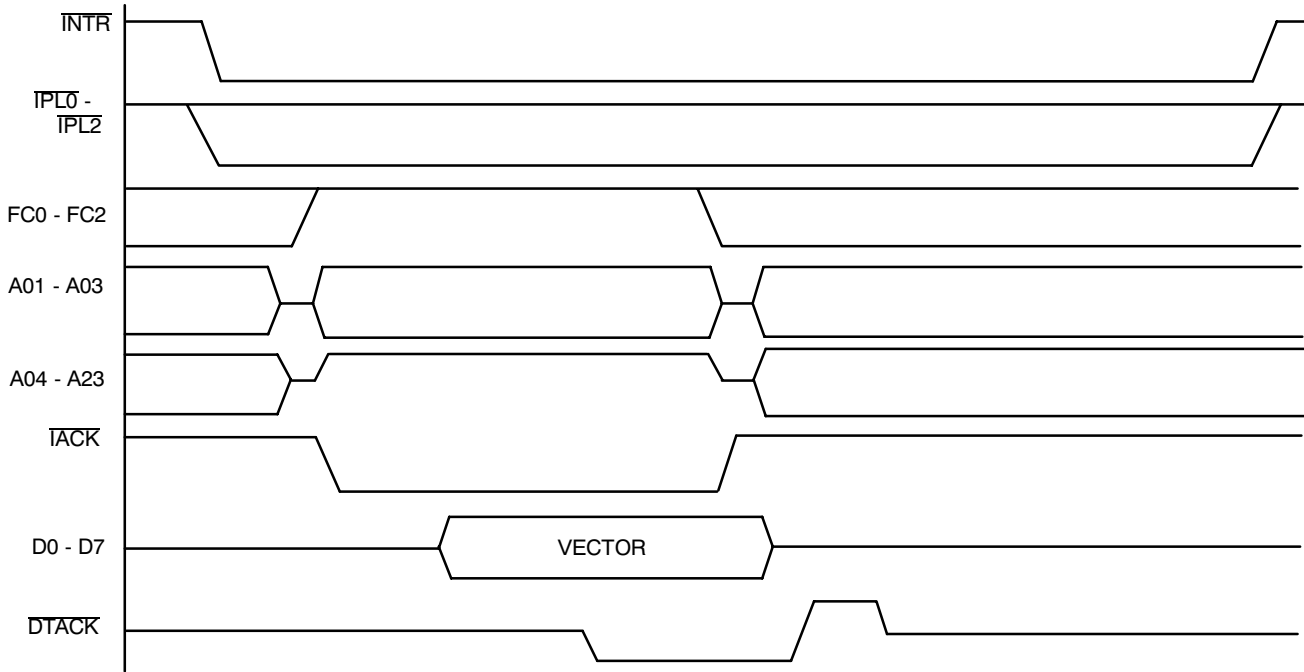 INTR
IPL0 -
IPL2
FC0 - FC2
A01 - A03
A04 - A23
IACK
D0 - D7
VECTOR
DTACK